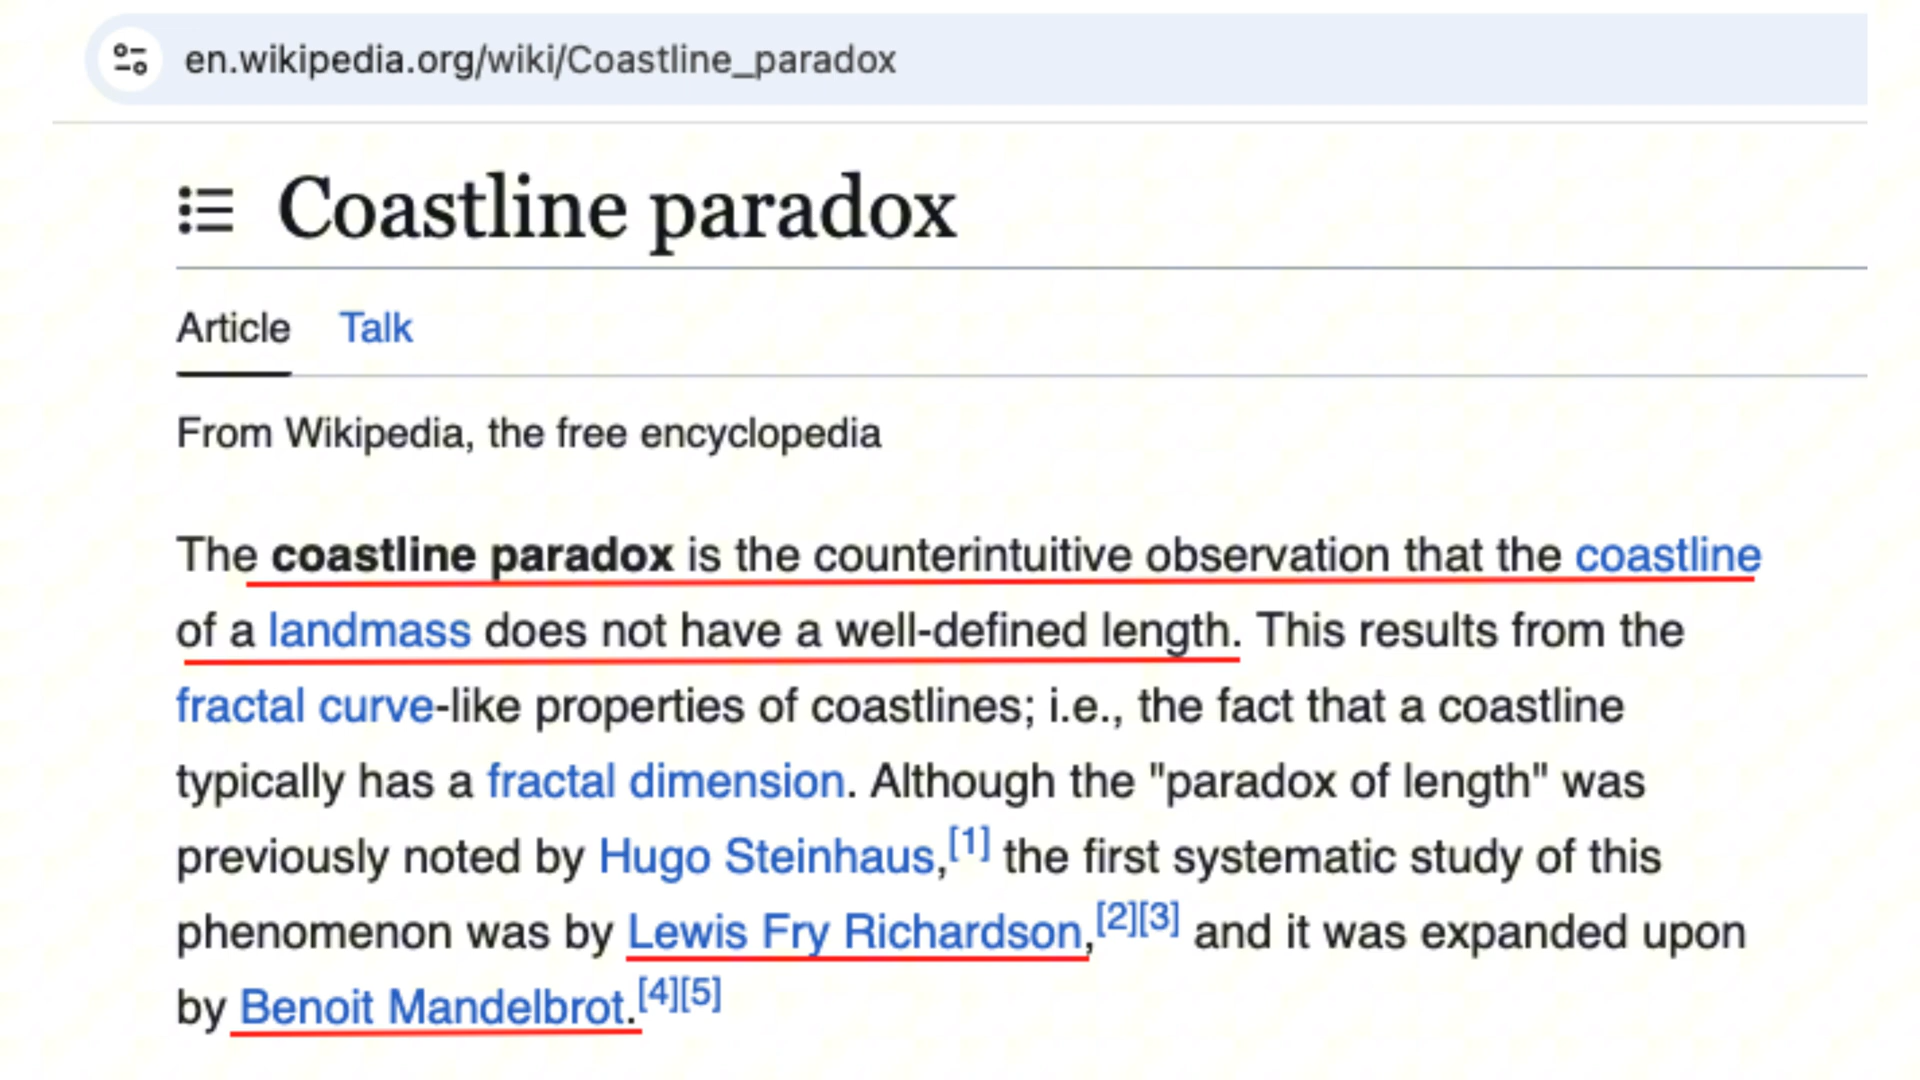 en.wikipedia.org/wiki/Coastline_paradox
Coastline paradox
Article Talk
From Wikipedia, the free encyclopedia
The coastline paradox is the counterintuitive observation that the coastline
of a landmass does not have a well-defined length. This results from the
fractal curve-like properties of coastlines; i.e., the fact that a coastline
typically has a fractal dimension. Although the "paradox of length" was
previously noted by Hugo Steinhaus,[1] the first systematic study of this
phenomenon was by Lewis Fry Richardson,[2][3] and it was expanded upon
by Benoit Mandelbrot.[4][5]